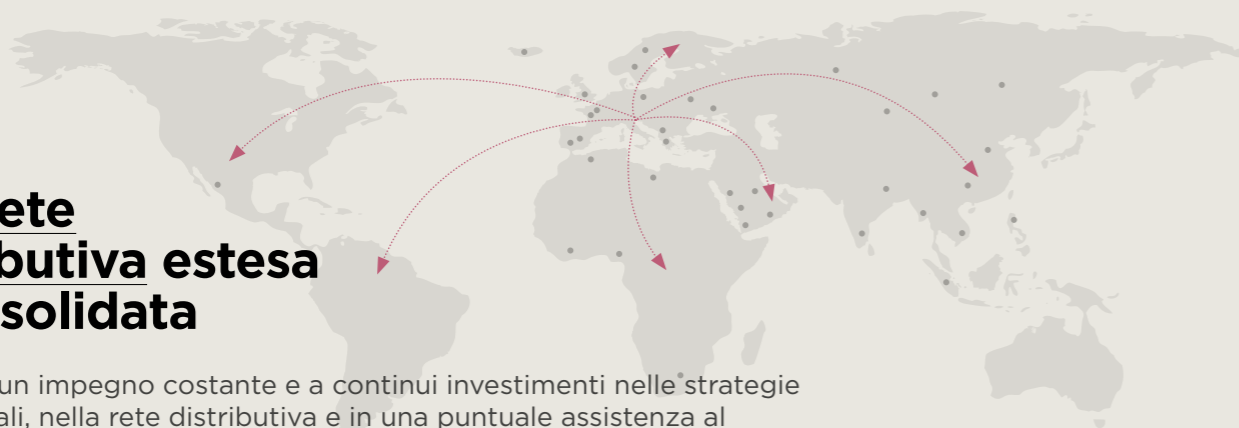 ete
butiva estesa
solidata
un impegno costante e a continui investimenti nelle strategie
ali, nella rete distributiva e in una puntuale assistenza al